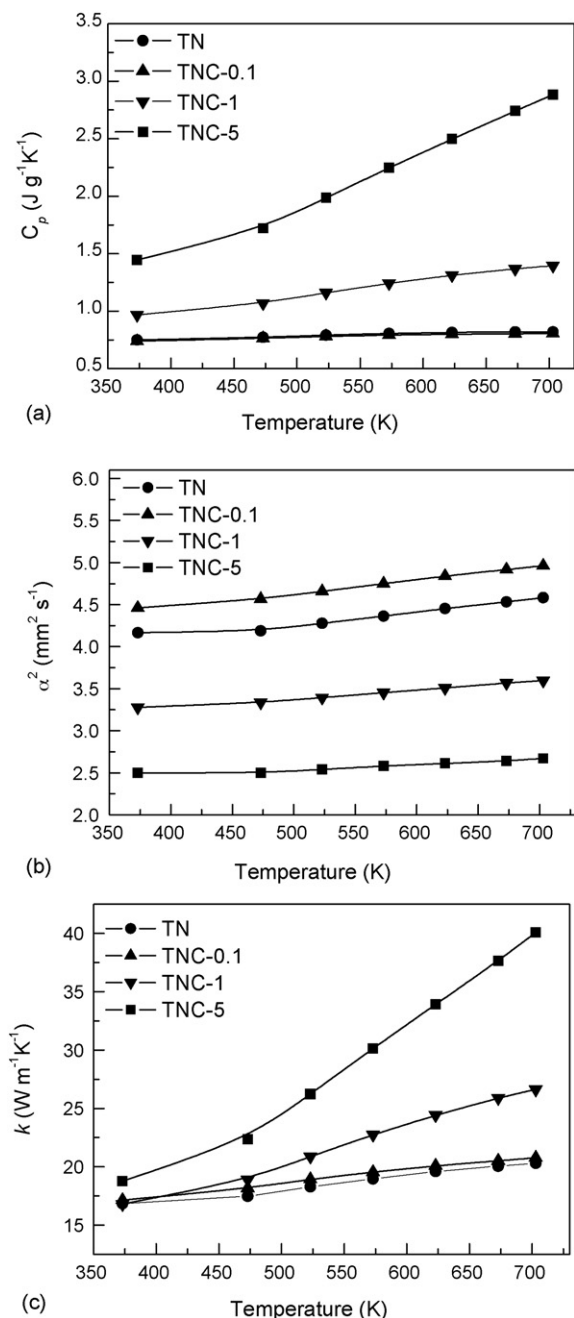 TN
TNC-0.1
TNC-1
TNC-5
3.5
3.0
2.5
2.0
1.5
1.0
0.5
Cp (J g⁻¹K⁻¹)
350 400 450 500 550 600 650 700
(a)
Temperature (K)
TN
TNC-0.1
TNC-1
TNC-5
6.0
5.5
5.0
4.5
4.0
3.5
3.0
2.5
2.0
α² (mm² s⁻¹)
350 400 450 500 550 600 650 700
(b)
Temperature (K)
TN
TNC-0.1
TNC-1
TNC-5
40
35
30
25
20
15
k (W m⁻¹K⁻¹)
350 400 450 500 550 600 650 700
(c)
Temperature (K)